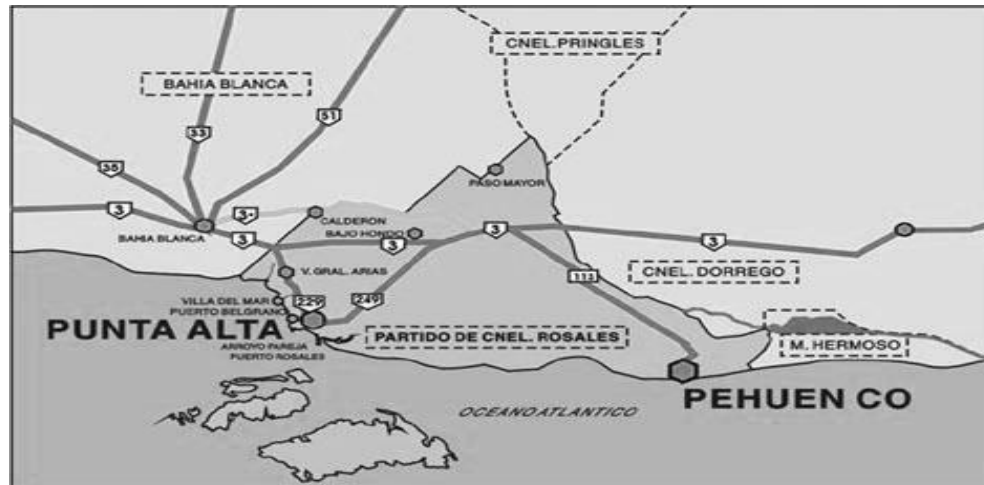 CNEL. PRINGLES
BAHIA BLANCA
51
33
35
PASO MAYOR
3
3
CALDERON
BAJO HONDO
3
3
BAHIA BLANCA
3
3
V. GRAL. ARIAS
CNEL. DORREGO
VILLA DEL MAR
229
249
PUERTO BELGRANO
PUNTA ALTA
PARTIDO DE CNEL. ROSALES
M. HERMOSO
ARROYO PAREJA
PUERTO ROSALES
PEHUEN CO
OCEANO ATLANTICO